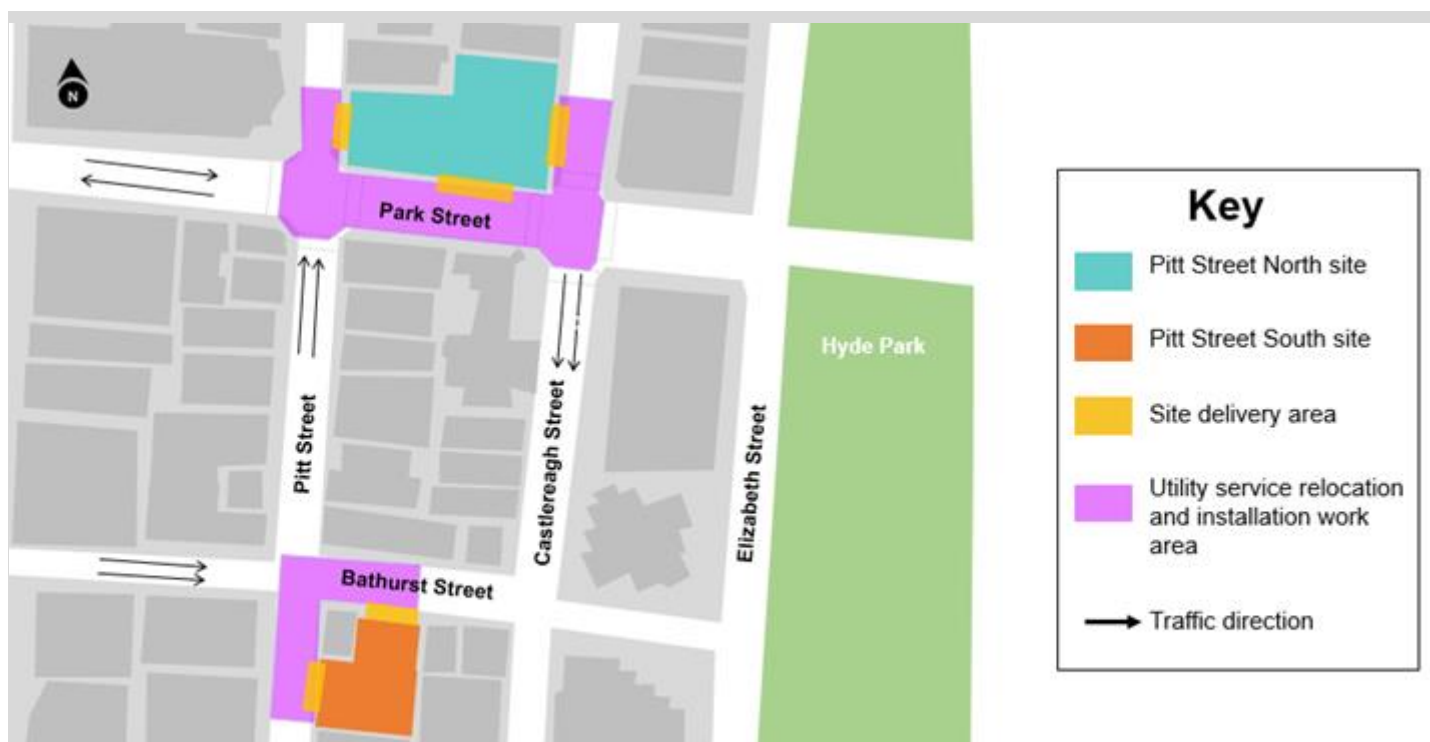 N
Park Street
Pitt Street
Castlereagh Street
Elizabeth Street
Hyde Park
Bathurst Street
Key
Pitt Street North site
Pitt Street South site
Site delivery area
Utility service relocation
and installation work
area
Traffic direction